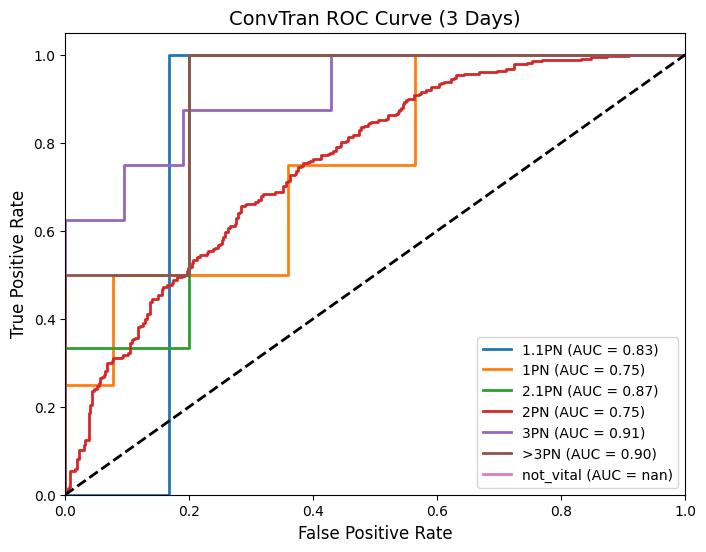 ConvTran ROC Curve (3 Days)
True Positive Rate
1.0
0.8
0.6
0.4
0.2
0.0
0.0 0.2 0.4 0.6 0.8 1.0
False Positive Rate
1.1PN (AUC = 0.83)
1PN (AUC = 0.75)
2.1PN (AUC = 0.87)
2PN (AUC = 0.75)
3PN (AUC = 0.91)
>3PN (AUC = 0.90)
not_vital (AUC = nan)